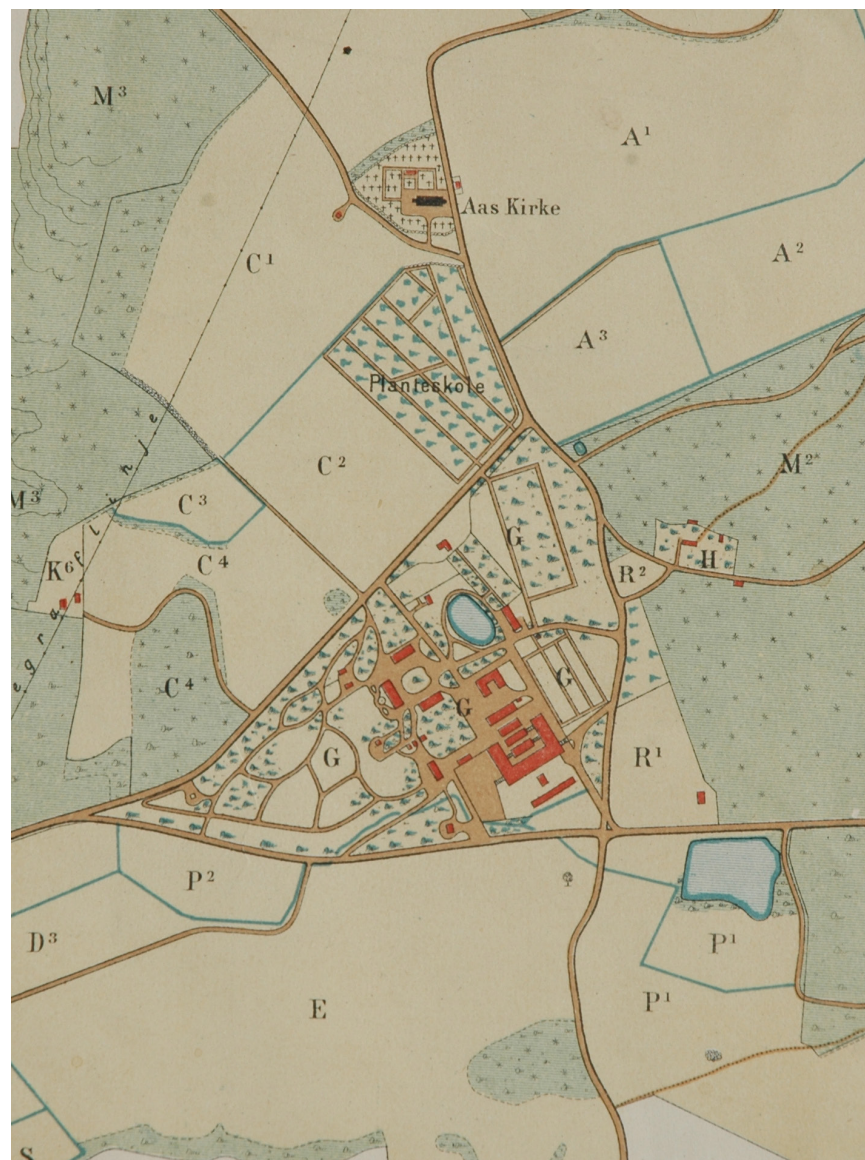 M³
A¹
Aas Kirke
C¹
A²
A³
Planteskole
C²
M²
M³
C³
G
K⁶
C⁴
R²
H
egraflinje
C⁴
G
G
G
R¹
P²
D³
P¹
E
P¹
S